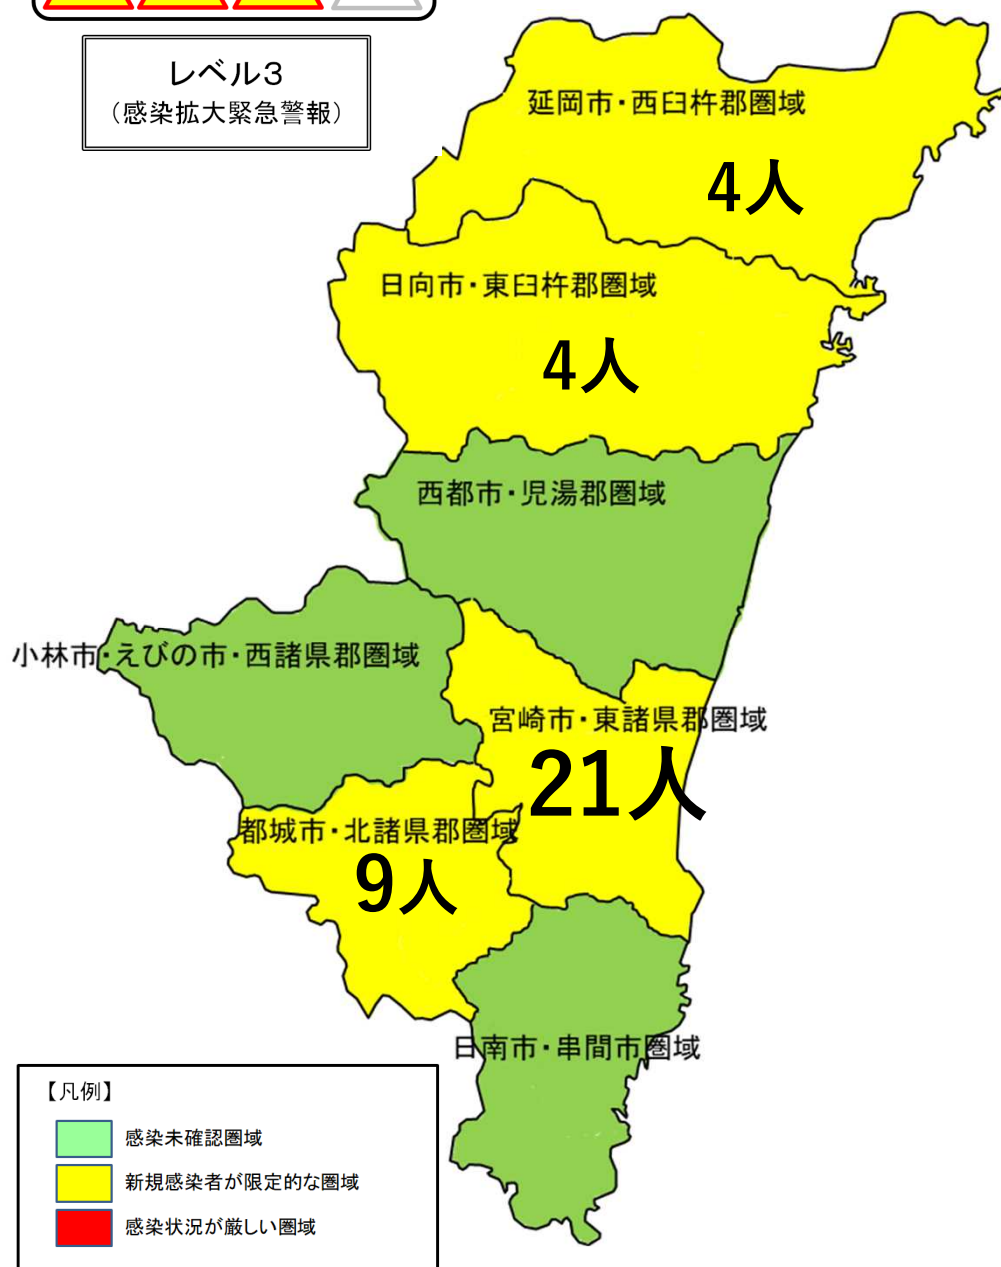 レベル3
（感染拡大緊急警報）
延岡市・西臼杵郡圏域
4人
日向市・東臼杵郡圏域
4人
西都市・児湯郡圏域
小林市・えびの市・西諸県郡圏域
宮崎市・東諸県郡圏域
21人
都城市・北諸県郡圏域
9人
日南市・串間市圏域
【凡例】
感染未確認圏域
新規感染者が限定的な圏域
感染状況が厳しい圏域